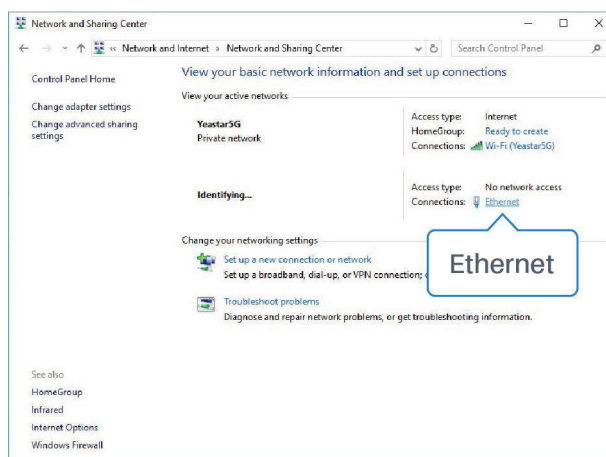 Network and Sharing Center
« Network and Internet > Network and Sharing Center
Search Control Panel
Control Panel Home
Change adapter settings
Change advanced sharing
settings
View your basic network information and set up connections
View your active networks
Yeastar5G
Private network
Access type: Internet
HomeGroup: Ready to create
Connections: Wi-Fi (Yeastar5G)
Identifying...
Access type: No network access
Connections: Ethernet
Ethernet
Change your networking settings
Set up a new connection or network
Set up a broadband, dial-up, or VPN connection;
Troubleshoot problems
Diagnose and repair network problems, or get troubleshooting information.
See also
HomeGroup
Infrared
Internet Options
Windows Firewall